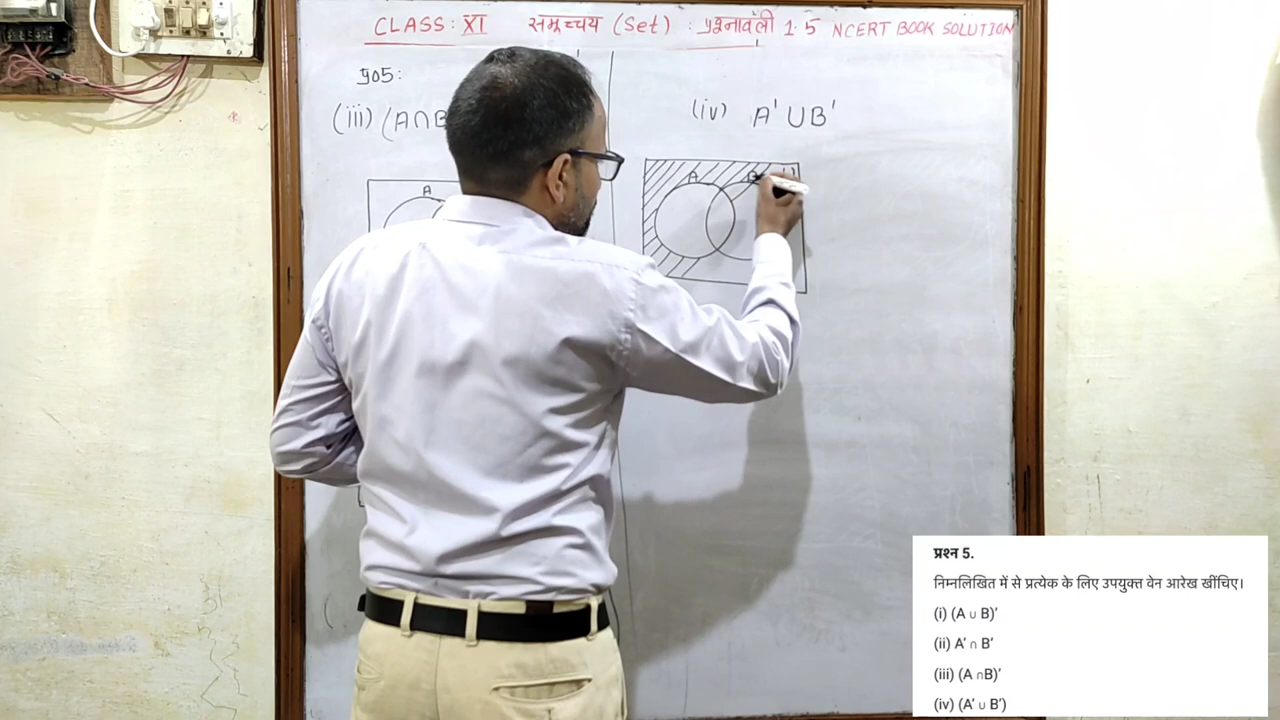 CLASS: XI समुच्चय (Set) : प्रश्नावली 1.5 NCERT BOOK SOLUTION
प्र05:
(iii) (A∩B
(iv) A' ∪ B'
A
A B U
प्रश्न 5.
निम्नलिखित में से प्रत्येक के लिए उपयुक्त वेन आरेख खींचिए।
(i) (A ∪ B)′
(ii) A′ ∩ B′
(iii) (A ∩B)′
(iv) (A′ ∪ B′)